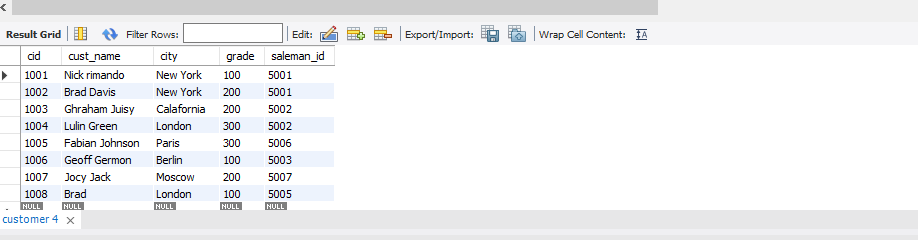 Result Grid Filter Rows: Edit: Export/Import: Wrap Cell Content: IA
cid cust_name city grade saleman_id
1001 Nick rimando New York 100 5001
1002 Brad Davis New York 200 5001
1003 Ghraham Juisy Calafornia 200 5002
1004 Lulin Green London 300 5002
1005 Fabian Johnson Paris 300 5006
1006 Geoff Germon Berlin 100 5003
1007 Jocy Jack Moscow 200 5007
1008 Brad London 100 5005
NULL NULL NULL NULL NULL
customer 4